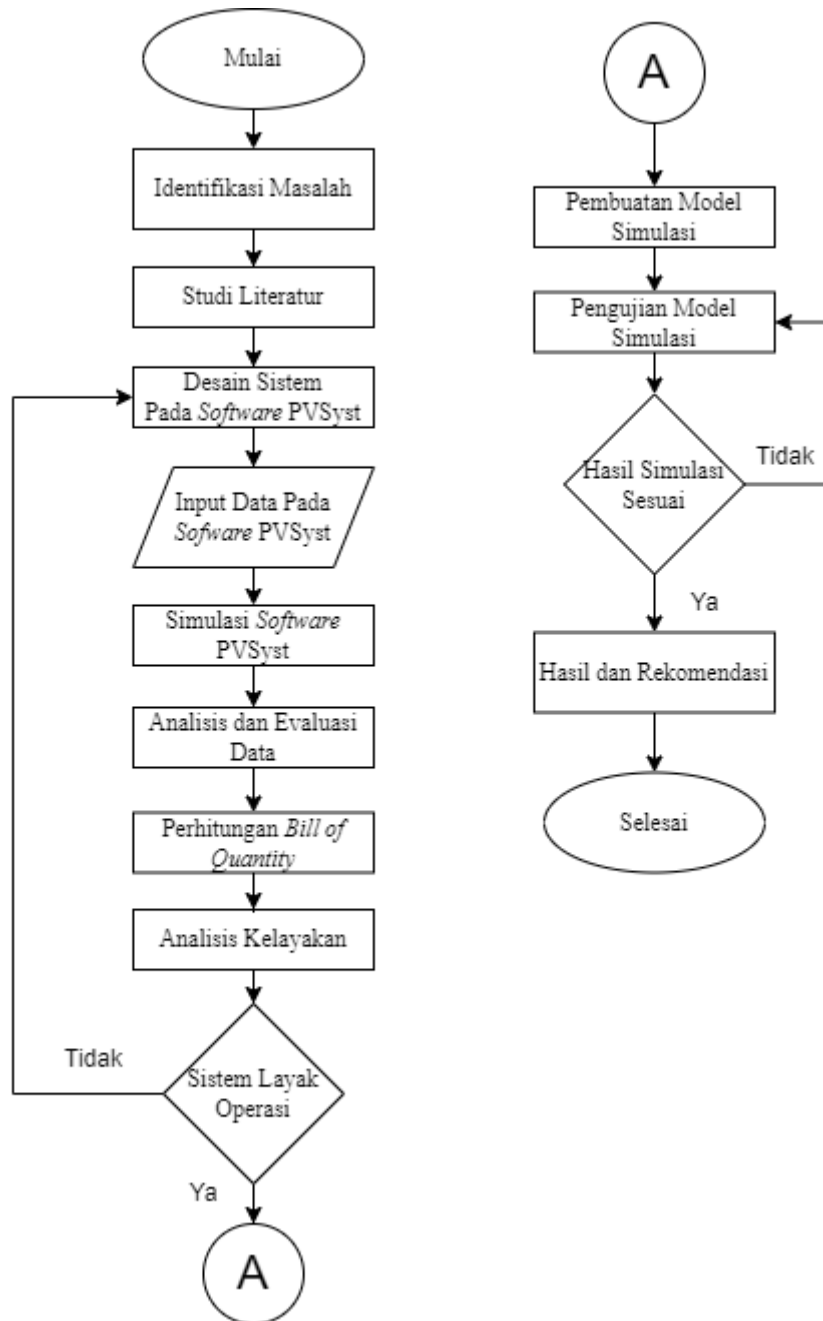 Mulai
Identifikasi Masalah
Studi Literatur
Desain Sistem
Pada Software PVSyst
Input Data Pada
Sofware PVSyst
Simulasi Software
PVSyst
Analisis dan Evaluasi
Data
Perhitungan Bill of
Quantity
Analisis Kelayakan
Sistem Layak
Operasi
Tidak
Ya
A
A
Pembuatan Model
Simulasi
Pengujian Model
Simulasi
Hasil Simulasi
Sesuai
Tidak
Ya
Hasil dan Rekomendasi
Selesai